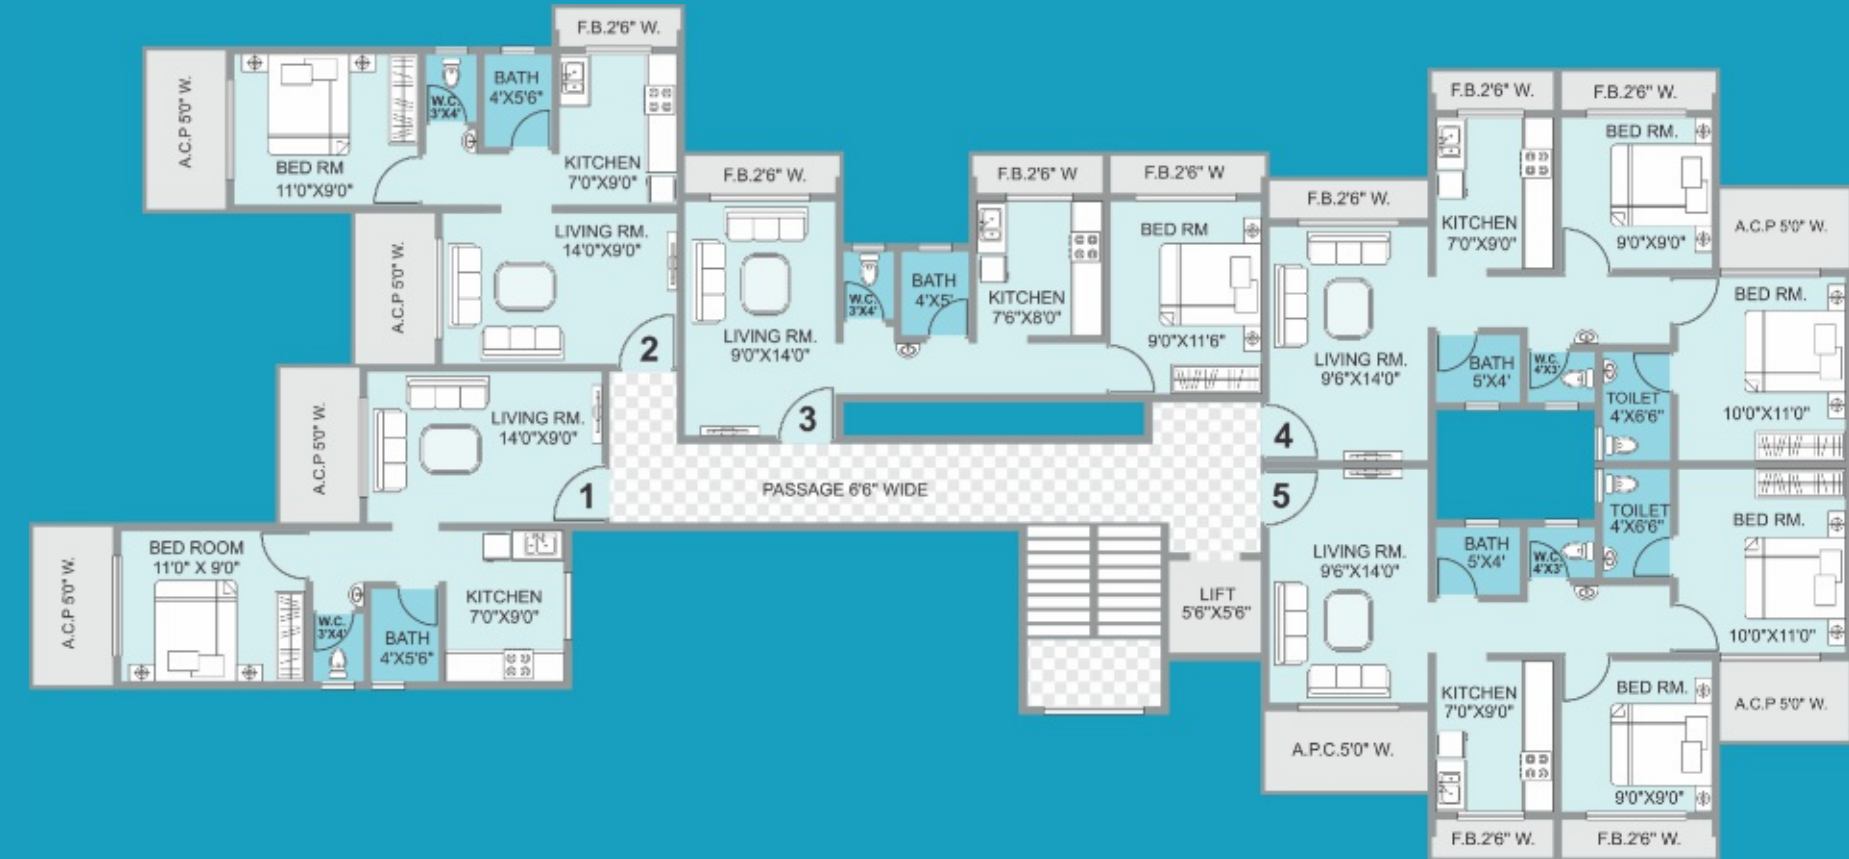 F.B.2'6" W.
A.C.P 5'0" W.
BED RM
11'0"X9'0"
W.C.
3'X4'
BATH
4'X5'6"
KITCHEN
7'0"X9'0"
A.C.P 5'0" W.
LIVING RM.
14'0"X9'0"
2
A.C.P 5'0" W.
LIVING RM.
14'0"X9'0"
1
A.C.P 5'0" W.
BED ROOM
11'0" X 9'0"
W.C.
3'X4'
BATH
4'X5'6"
KITCHEN
7'0"X9'0"
F.B.2'6" W.
LIVING RM.
9'0"X14'0"
3
W.C.
3'X4'
BATH
4'X5'
F.B.2'6" W
KITCHEN
7'6"X8'0"
F.B.2'6" W
BED RM
9'0"X11'6"
PASSAGE 6'6" WIDE
LIFT
5'6"X5'6"
F.B.2'6" W.
LIVING RM.
9'6"X14'0"
4
F.B.2'6" W.
KITCHEN
7'0"X9'0"
F.B.2'6" W.
BED RM.
9'0"X9'0"
A.C.P 5'0" W.
BED RM.
10'0"X11'0"
BATH
5'X4'
W.C.
4'X3'
TOILET
4'X6'6"
5
LIVING RM.
9'6"X14'0"
A.P.C.5'0" W.
BATH
5'X4'
W.C.
4'X3'
TOILET
4'X6'6"
BED RM.
10'0"X11'0"
A.C.P 5'0" W.
KITCHEN
7'0"X9'0"
F.B.2'6" W.
BED RM.
9'0"X9'0"
F.B.2'6" W.